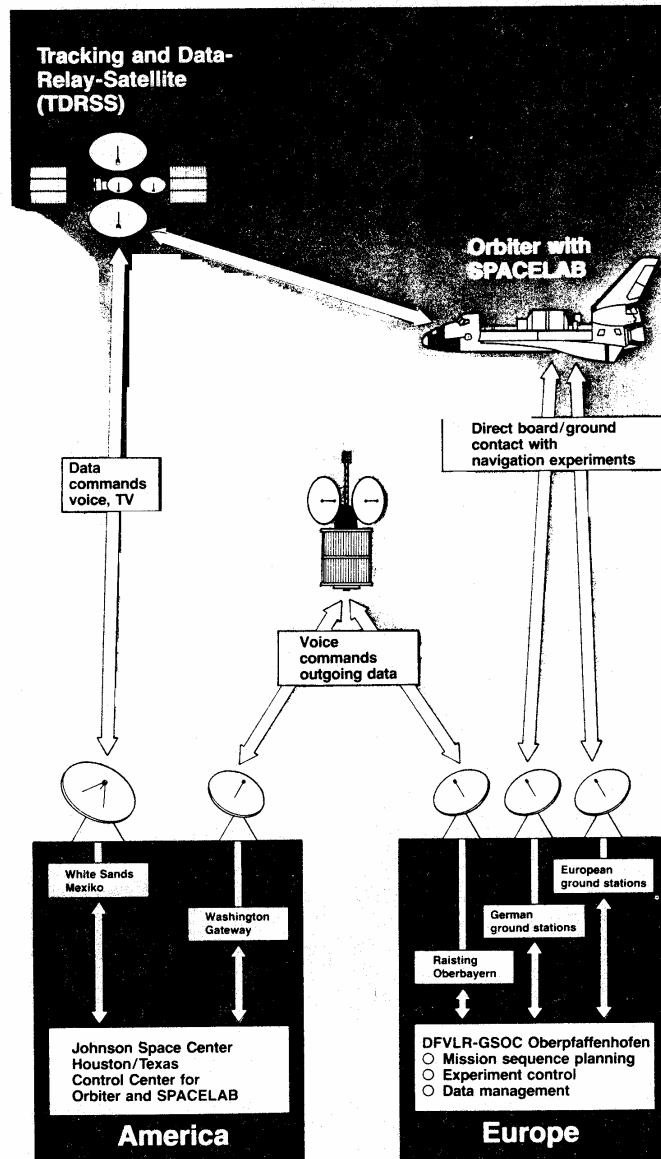 Tracking and Data-
Relay-Satellite
(TDRSS)
Orbiter with
SPACELAB
Direct board/ground
contact with
navigation experiments
Data
commands
voice, TV
Voice
commands
outgoing data
White Sands
Mexiko
Washington
Gateway
European
ground stations
German
ground stations
Raisting
Oberbayern
Johnson Space Center
Houston/Texas
Control Center for
Orbiter and SPACELAB
DFVLR-GSOC Oberpfaffenhofen
○ Mission sequence planning
○ Experiment control
○ Data management
America
Europe